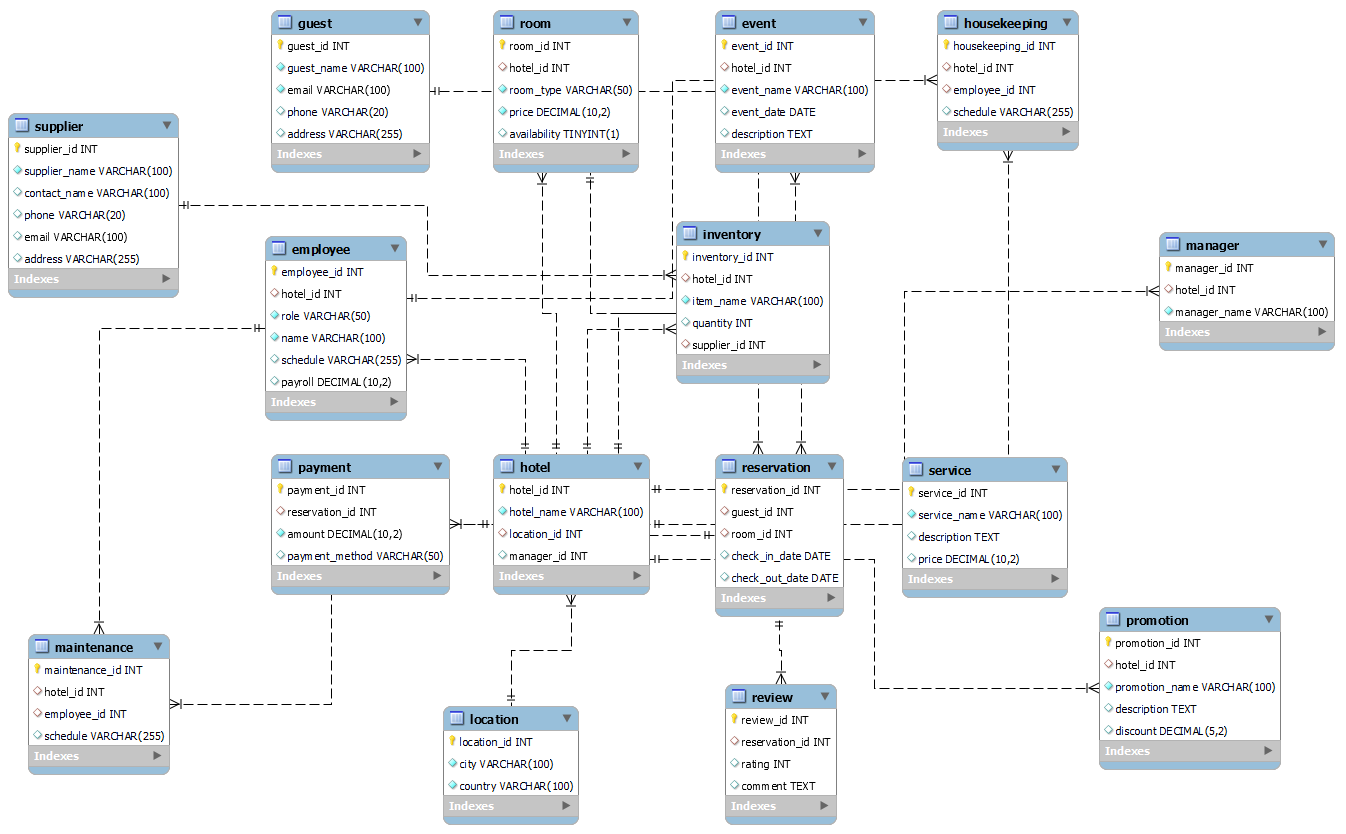 guest
guest_id INT
guest_name VARCHAR(100)
email VARCHAR(100)
phone VARCHAR(20)
address VARCHAR(255)
Indexes
room
room_id INT
hotel_id INT
room_type VARCHAR(50)
price DECIMAL(10,2)
availability TINYINT(1)
Indexes
event
event_id INT
hotel_id INT
event_name VARCHAR(100)
event_date DATE
description TEXT
Indexes
housekeeping
housekeeping_id INT
hotel_id INT
employee_id INT
schedule VARCHAR(255)
Indexes
supplier
supplier_id INT
supplier_name VARCHAR(100)
contact_name VARCHAR(100)
phone VARCHAR(20)
email VARCHAR(100)
address VARCHAR(255)
Indexes
employee
employee_id INT
hotel_id INT
role VARCHAR(50)
name VARCHAR(100)
schedule VARCHAR(255)
payroll DECIMAL(10,2)
Indexes
inventory
inventory_id INT
hotel_id INT
item_name VARCHAR(100)
quantity INT
supplier_id INT
Indexes
manager
manager_id INT
hotel_id INT
manager_name VARCHAR(100)
Indexes
payment
payment_id INT
reservation_id INT
amount DECIMAL(10,2)
payment_method VARCHAR(50)
Indexes
hotel
hotel_id INT
hotel_name VARCHAR(100)
location_id INT
manager_id INT
Indexes
reservation
reservation_id INT
guest_id INT
room_id INT
check_in_date DATE
check_out_date DATE
Indexes
service
service_id INT
service_name VARCHAR(100)
description TEXT
price DECIMAL(10,2)
Indexes
maintenance
maintenance_id INT
hotel_id INT
employee_id INT
schedule VARCHAR(255)
Indexes
location
location_id INT
city VARCHAR(100)
country VARCHAR(100)
Indexes
review
review_id INT
reservation_id INT
rating INT
comment TEXT
Indexes
promotion
promotion_id INT
hotel_id INT
promotion_name VARCHAR(100)
description TEXT
discount DECIMAL(5,2)
Indexes